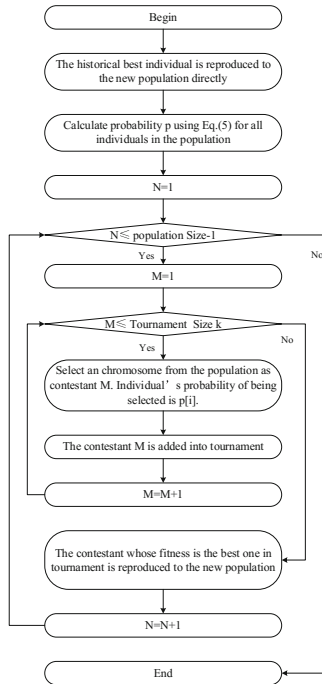 Begin
The historical best individual is reproduced to
the new population directly
Calculate probability p using Eq.(5) for all
individuals in the population
N=1
N≤ population Size-1
Yes
No
M=1
M≤ Tournament Size k
Yes
No
Select an chromosome from the population as
contestant M. Individual's probability of being
selected is p[i].
The contestant M is added into tournament
M=M+1
The contestant whose fitness is the best one in
tournament is reproduced to the new population
N=N+1
End